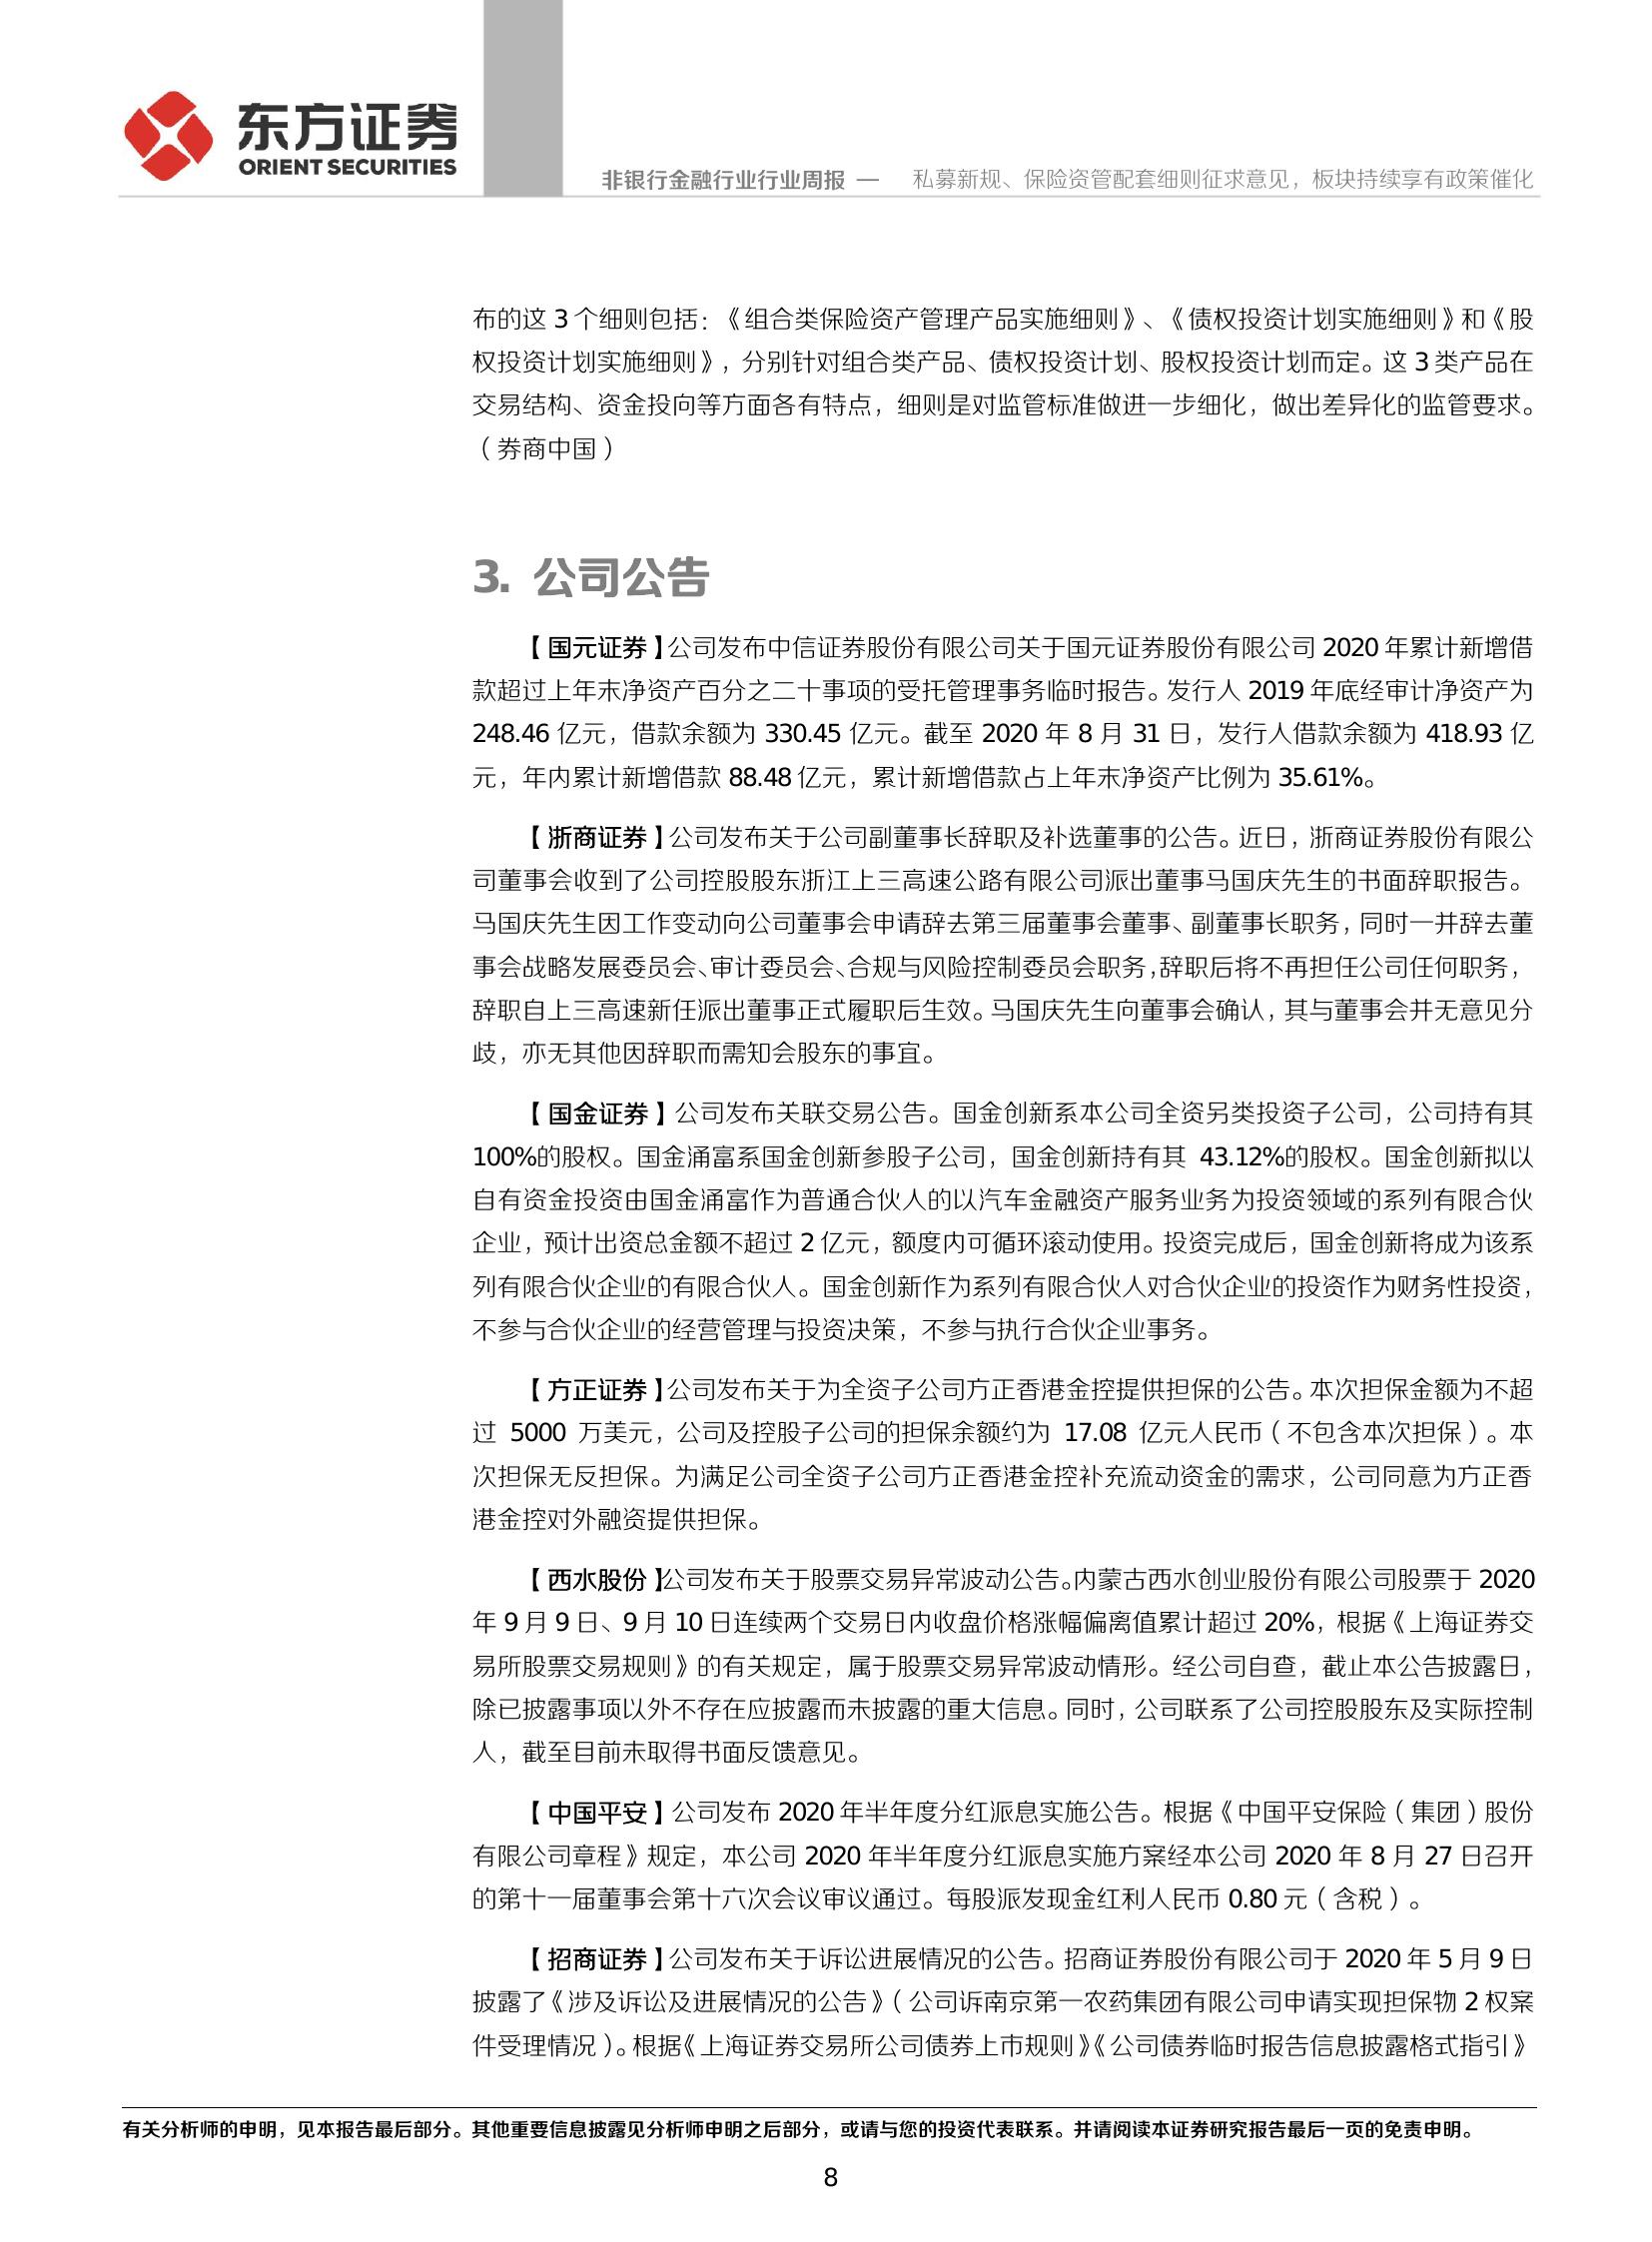 东方证券
ORIENT SECURITIES
非银行金融行业行业周报 — 私募新规、保险资管配套细则征求意见，板块持续享有政策催化
布的这 3 个细则包括：《组合类保险资产管理产品实施细则》、《债权投资计划实施细则》和《股
权投资计划实施细则》，分别针对组合类产品、债权投资计划、股权投资计划而定。这 3 类产品在
交易结构、资金投向等方面各有特点，细则是对监管标准做进一步细化，做出差异化的监管要求。
（券商中国）
3. 公司公告
【国元证券】公司发布中信证券股份有限公司关于国元证券股份有限公司 2020 年累计新增借
款超过上年末净资产百分之二十事项的受托管理事务临时报告。发行人 2019 年底经审计净资产为
248.46 亿元，借款余额为 330.45 亿元。截至 2020 年 8 月 31 日，发行人借款余额为 418.93 亿
元，年内累计新增借款 88.48 亿元，累计新增借款占上年末净资产比例为 35.61%。
【浙商证券】公司发布关于公司副董事长辞职及补选董事的公告。近日，浙商证券股份有限公
司董事会收到了公司控股股东浙江上三高速公路有限公司派出董事马国庆先生的书面辞职报告。
马国庆先生因工作变动向公司董事会申请辞去第三届董事会董事、副董事长职务，同时一并辞去董
事会战略发展委员会、审计委员会、合规与风险控制委员会职务，辞职后将不再担任公司任何职务，
辞职自上三高速新任派出董事正式履职后生效。马国庆先生向董事会确认，其与董事会并无意见分
歧，亦无其他因辞职而需知会股东的事宜。
【国金证券】公司发布关联交易公告。国金创新系本公司全资另类投资子公司，公司持有其
100%的股权。国金涌富系国金创新参股子公司，国金创新持有其 43.12%的股权。国金创新拟以
自有资金投资由国金涌富作为普通合伙人的以汽车金融资产服务业务为投资领域的系列有限合伙
企业，预计出资总金额不超过 2 亿元，额度内可循环滚动使用。投资完成后，国金创新将成为该系
列有限合伙企业的有限合伙人。国金创新作为系列有限合伙人对合伙企业的投资作为财务性投资，
不参与合伙企业的经营管理与投资决策，不参与执行合伙企业事务。
【方正证券】公司发布关于为全资子公司方正香港金控提供担保的公告。本次担保金额为不超
过 5000 万美元，公司及控股子公司的担保余额约为 17.08 亿元人民币（不包含本次担保）。本
次担保无反担保。为满足公司全资子公司方正香港金控补充流动资金的需求，公司同意为方正香
港金控对外融资提供担保。
【西水股份】公司发布关于股票交易异常波动公告。内蒙古西水创业股份有限公司股票于 2020
年 9 月 9 日、9 月 10 日连续两个交易日内收盘价格涨幅偏离值累计超过 20%，根据《上海证券交
易所股票交易规则》的有关规定，属于股票交易异常波动情形。经公司自查，截止本公告披露日，
除已披露事项以外不存在应披露而未披露的重大信息。同时，公司联系了公司控股股东及实际控制
人，截至目前未取得书面反馈意见。
【中国平安】公司发布 2020 年半年度分红派息实施公告。根据《中国平安保险（集团）股份
有限公司章程》规定，本公司 2020 年半年度分红派息实施方案经本公司 2020 年 8 月 27 日召开
的第十一届董事会第十六次会议审议通过。每股派发现金红利人民币 0.80 元（含税）。
【招商证券】公司发布关于诉讼进展情况的公告。招商证券股份有限公司于 2020 年 5 月 9 日
披露了《涉及诉讼及进展情况的公告》（公司诉南京第一农药集团有限公司申请实现担保物 2 权案
件受理情况）。根据《上海证券交易所公司债券上市规则》《公司债券临时报告信息披露格式指引》
有关分析师的申明，见本报告最后部分。其他重要信息披露见分析师申明之后部分，或请与您的投资代表联系。并请阅读本证券研究报告最后一页的免责申明。
8